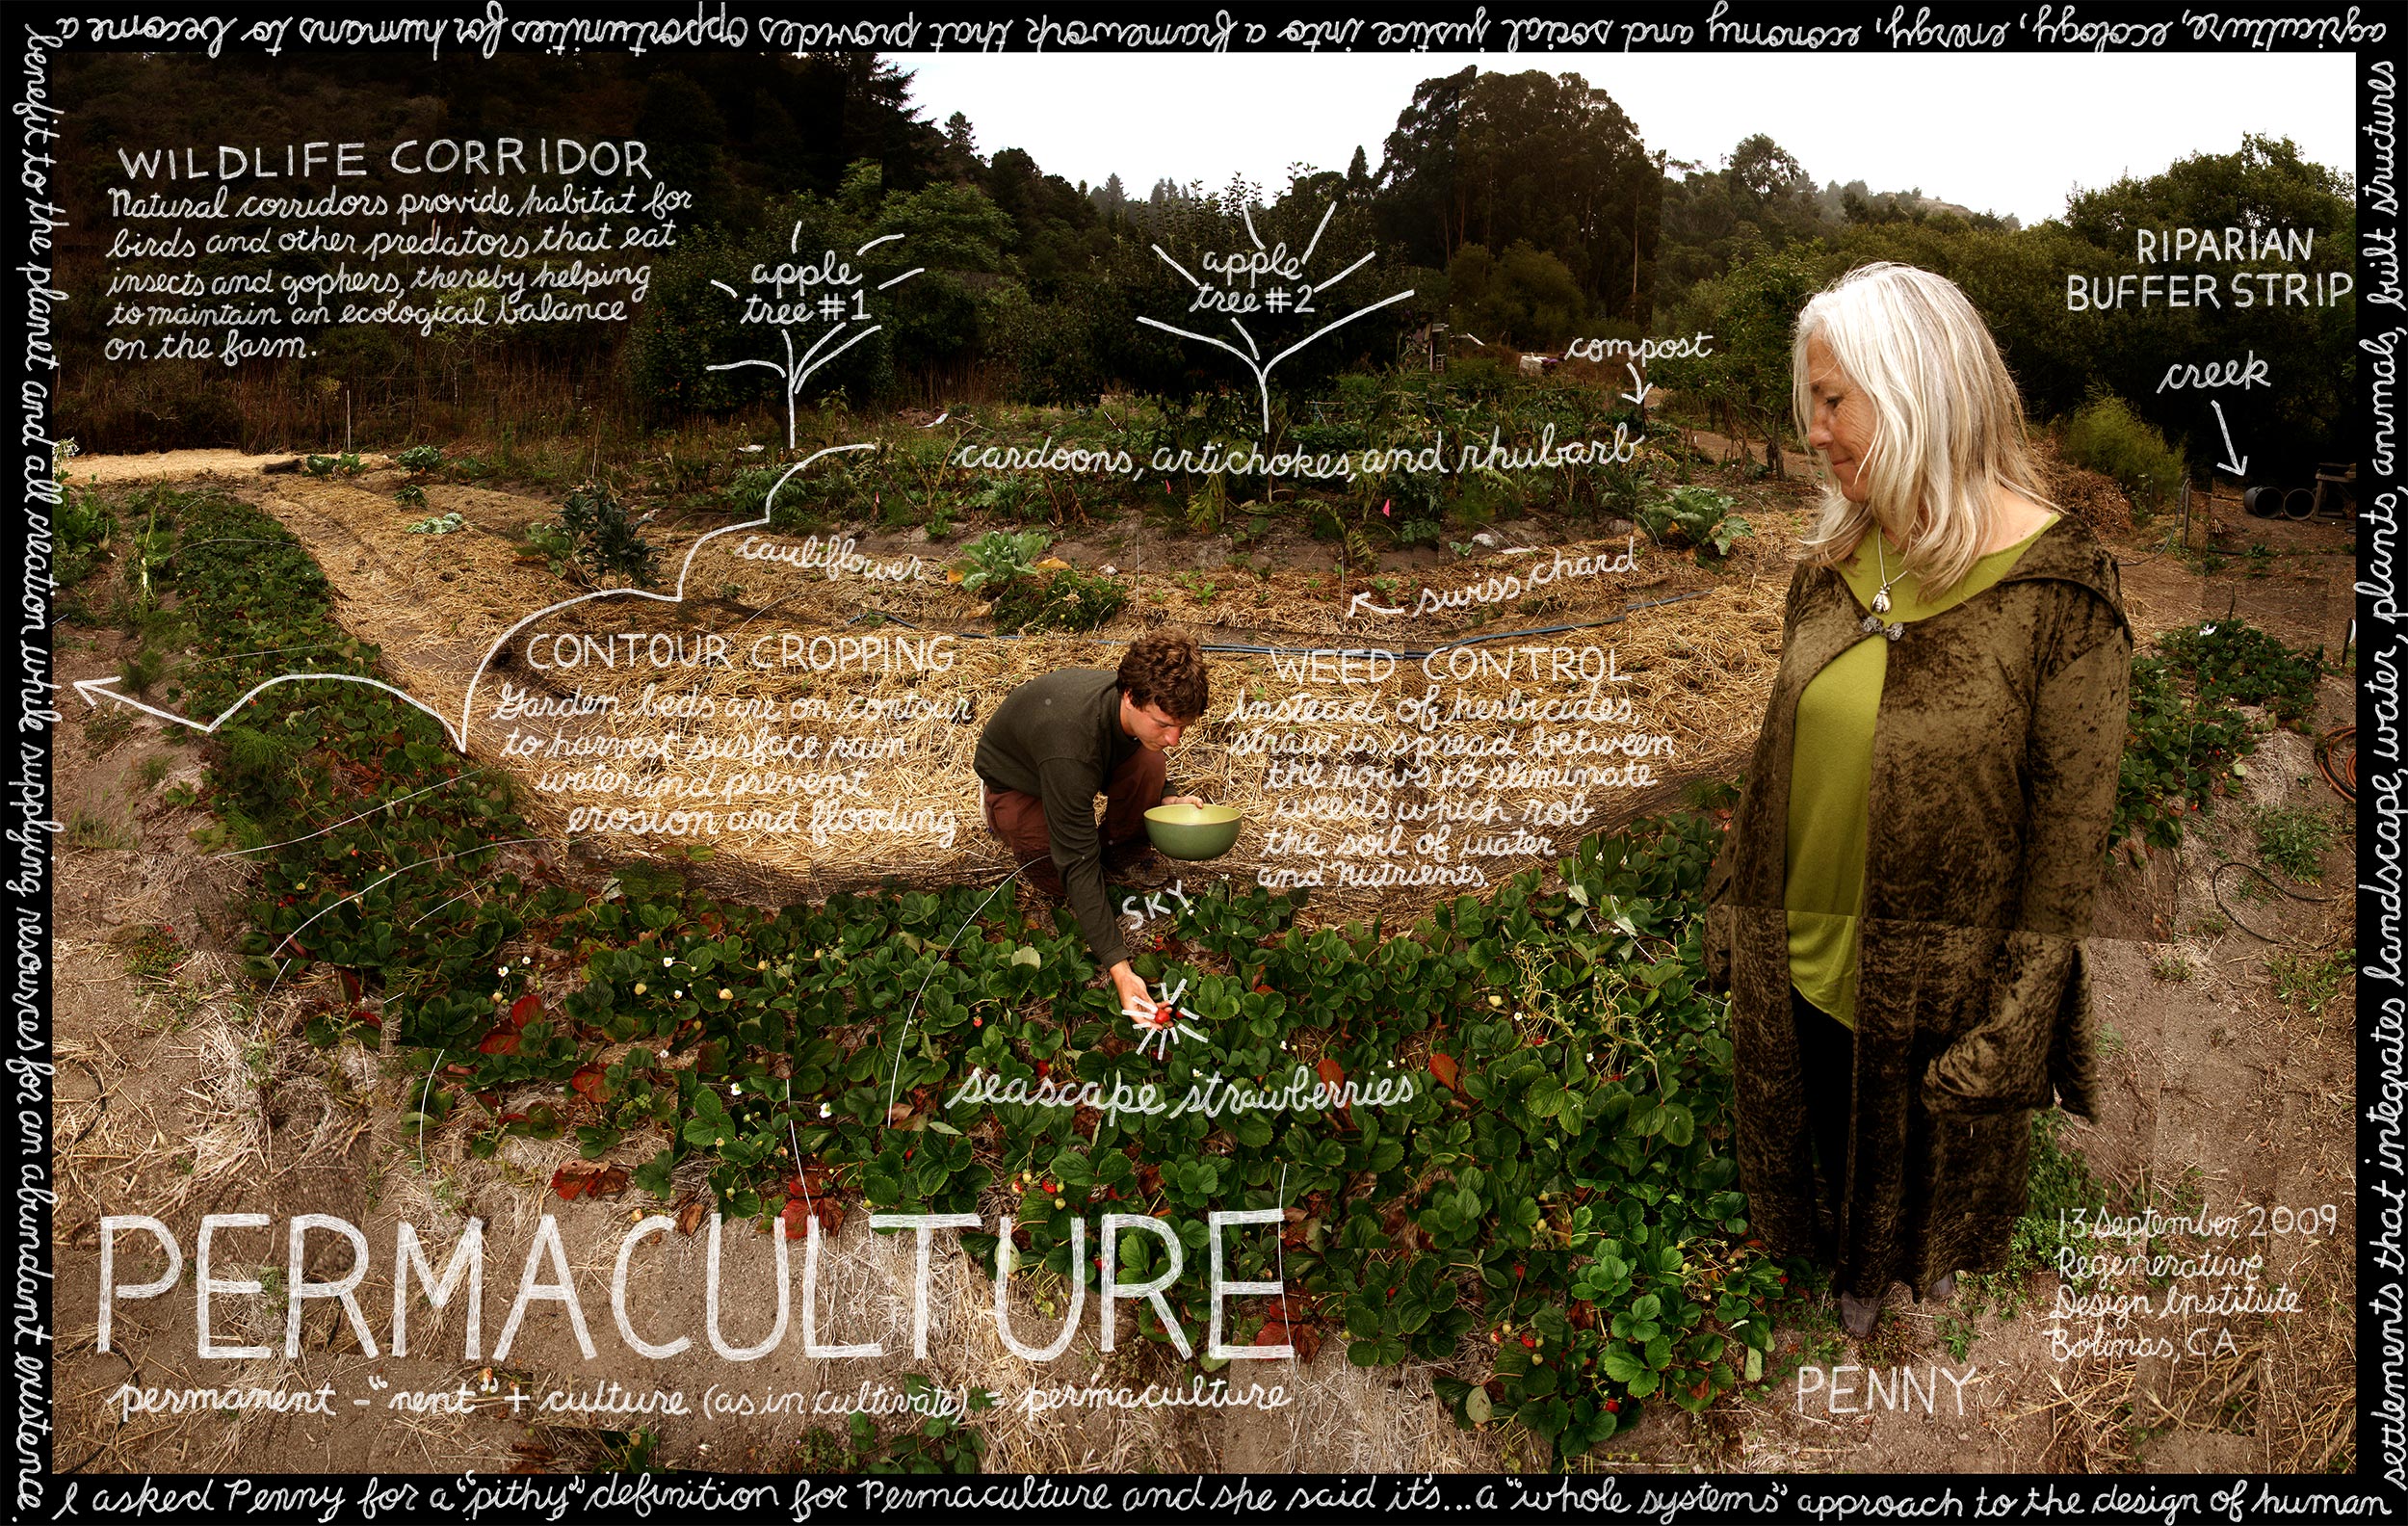 WILDLIFE CORRIDOR
Natural corridors provide habitat for
birds and other predators that eat
insects and gophers, thereby helping
to maintain an ecological balance
on the farm.
apple
tree #1
apple
tree #2
compost
RIPARIAN
BUFFER STRIP
creek
cardoons, artichokes, and rhubarb
cauliflower
swiss chard
CONTOUR CROPPING
Garden beds are on contour
to harvest surface rain
water and prevent
erosion and flooding
WEED CONTROL
Instead of herbicides,
straw is spread between
the rows to eliminate
weeds which rob
the soil of water
and nutrients.
SKY
seascape strawberries
PERMACULTURE
permanent - "nent" + culture (as in cultivate) = permaculture
13 September 2009
Regenerative
Design Institute
Bolinas, CA
PENNY
I asked Penny for a "pithy" definition for Permaculture and she said it's...a "whole systems" approach to the design of human
settlements that integrates landscape, water, plants, animals, built structures
agriculture, ecology, energy, economy and social justice into a framework that provides opportunities for humans to become a
benefit to the planet and all creation while supplying resources for an abundant existence.